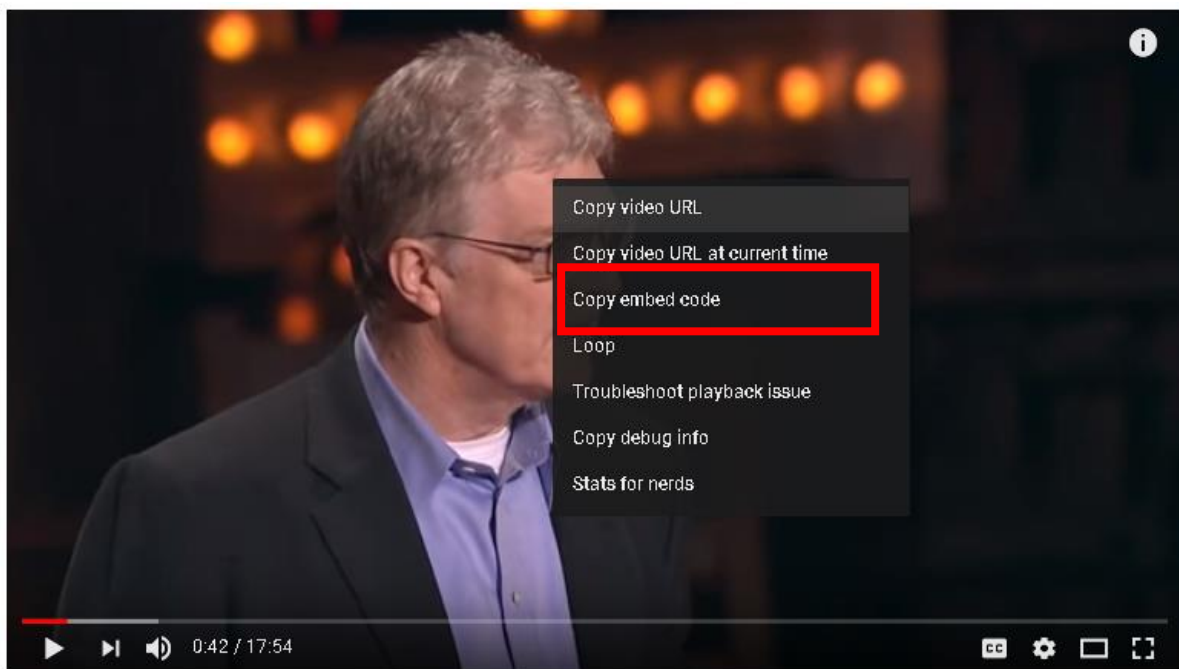 Copy video URL
Copy video URL at current time
Copy embed code
Loop
Troubleshoot playback issue
Copy debug info
Stats for nerds
0:42 / 17:54
CC